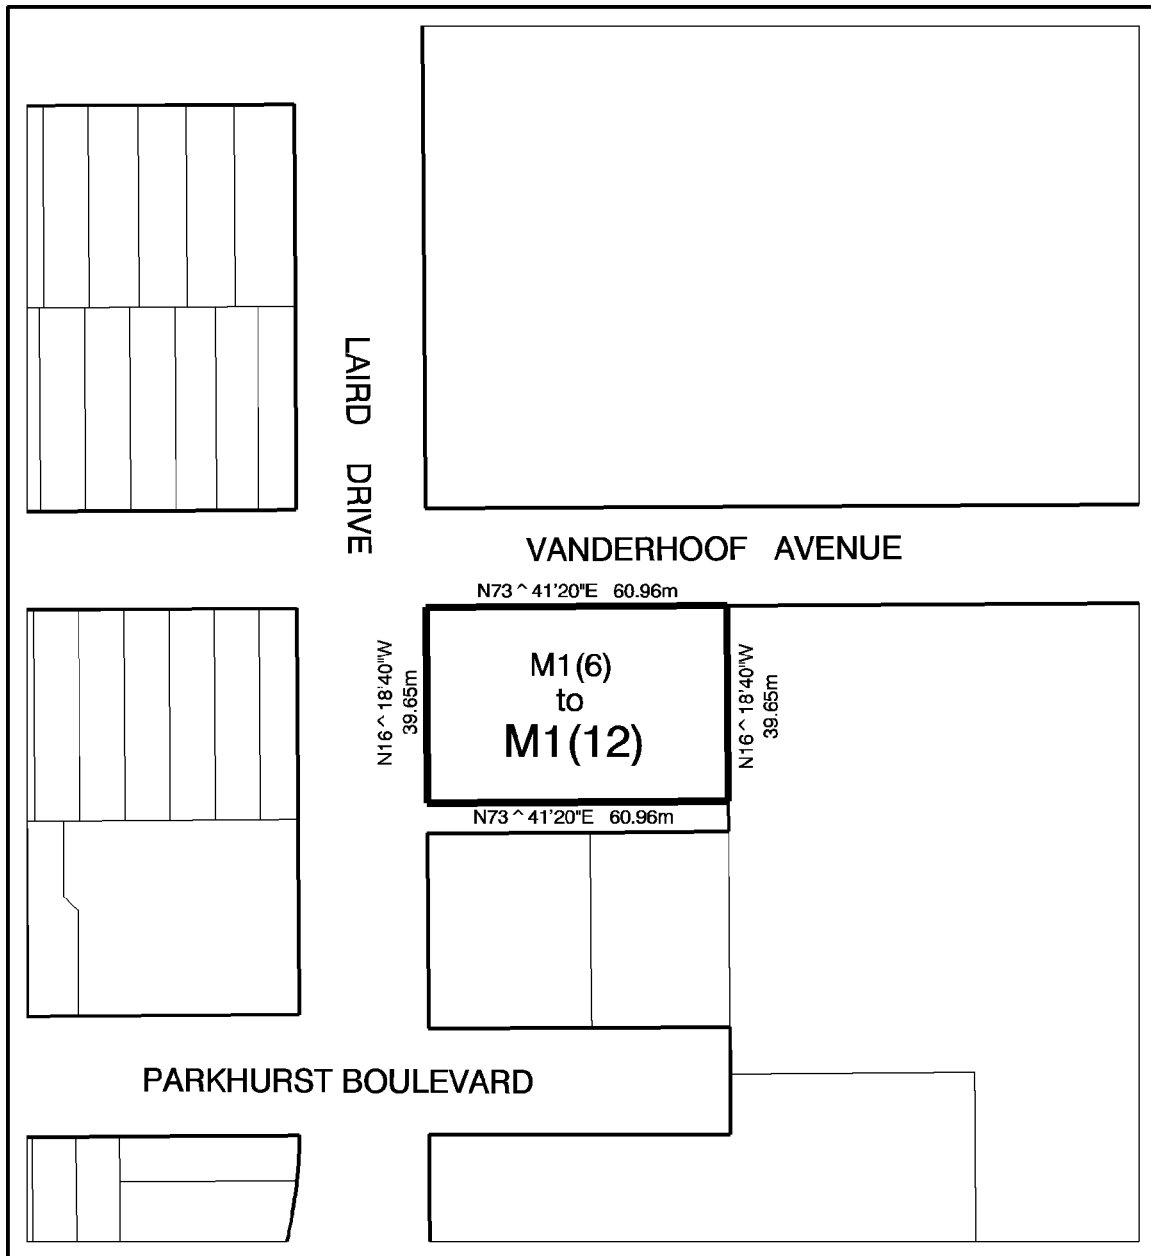 LAIRD DRIVE
VANDERHOOF AVENUE
N73^41'20"E 60.96m
N16^18'40"W
39.65m
M1(6)
to
M1(12)
N16^18'40"W
39.65m
N73^41'20"E 60.96m
PARKHURST BOULEVARD